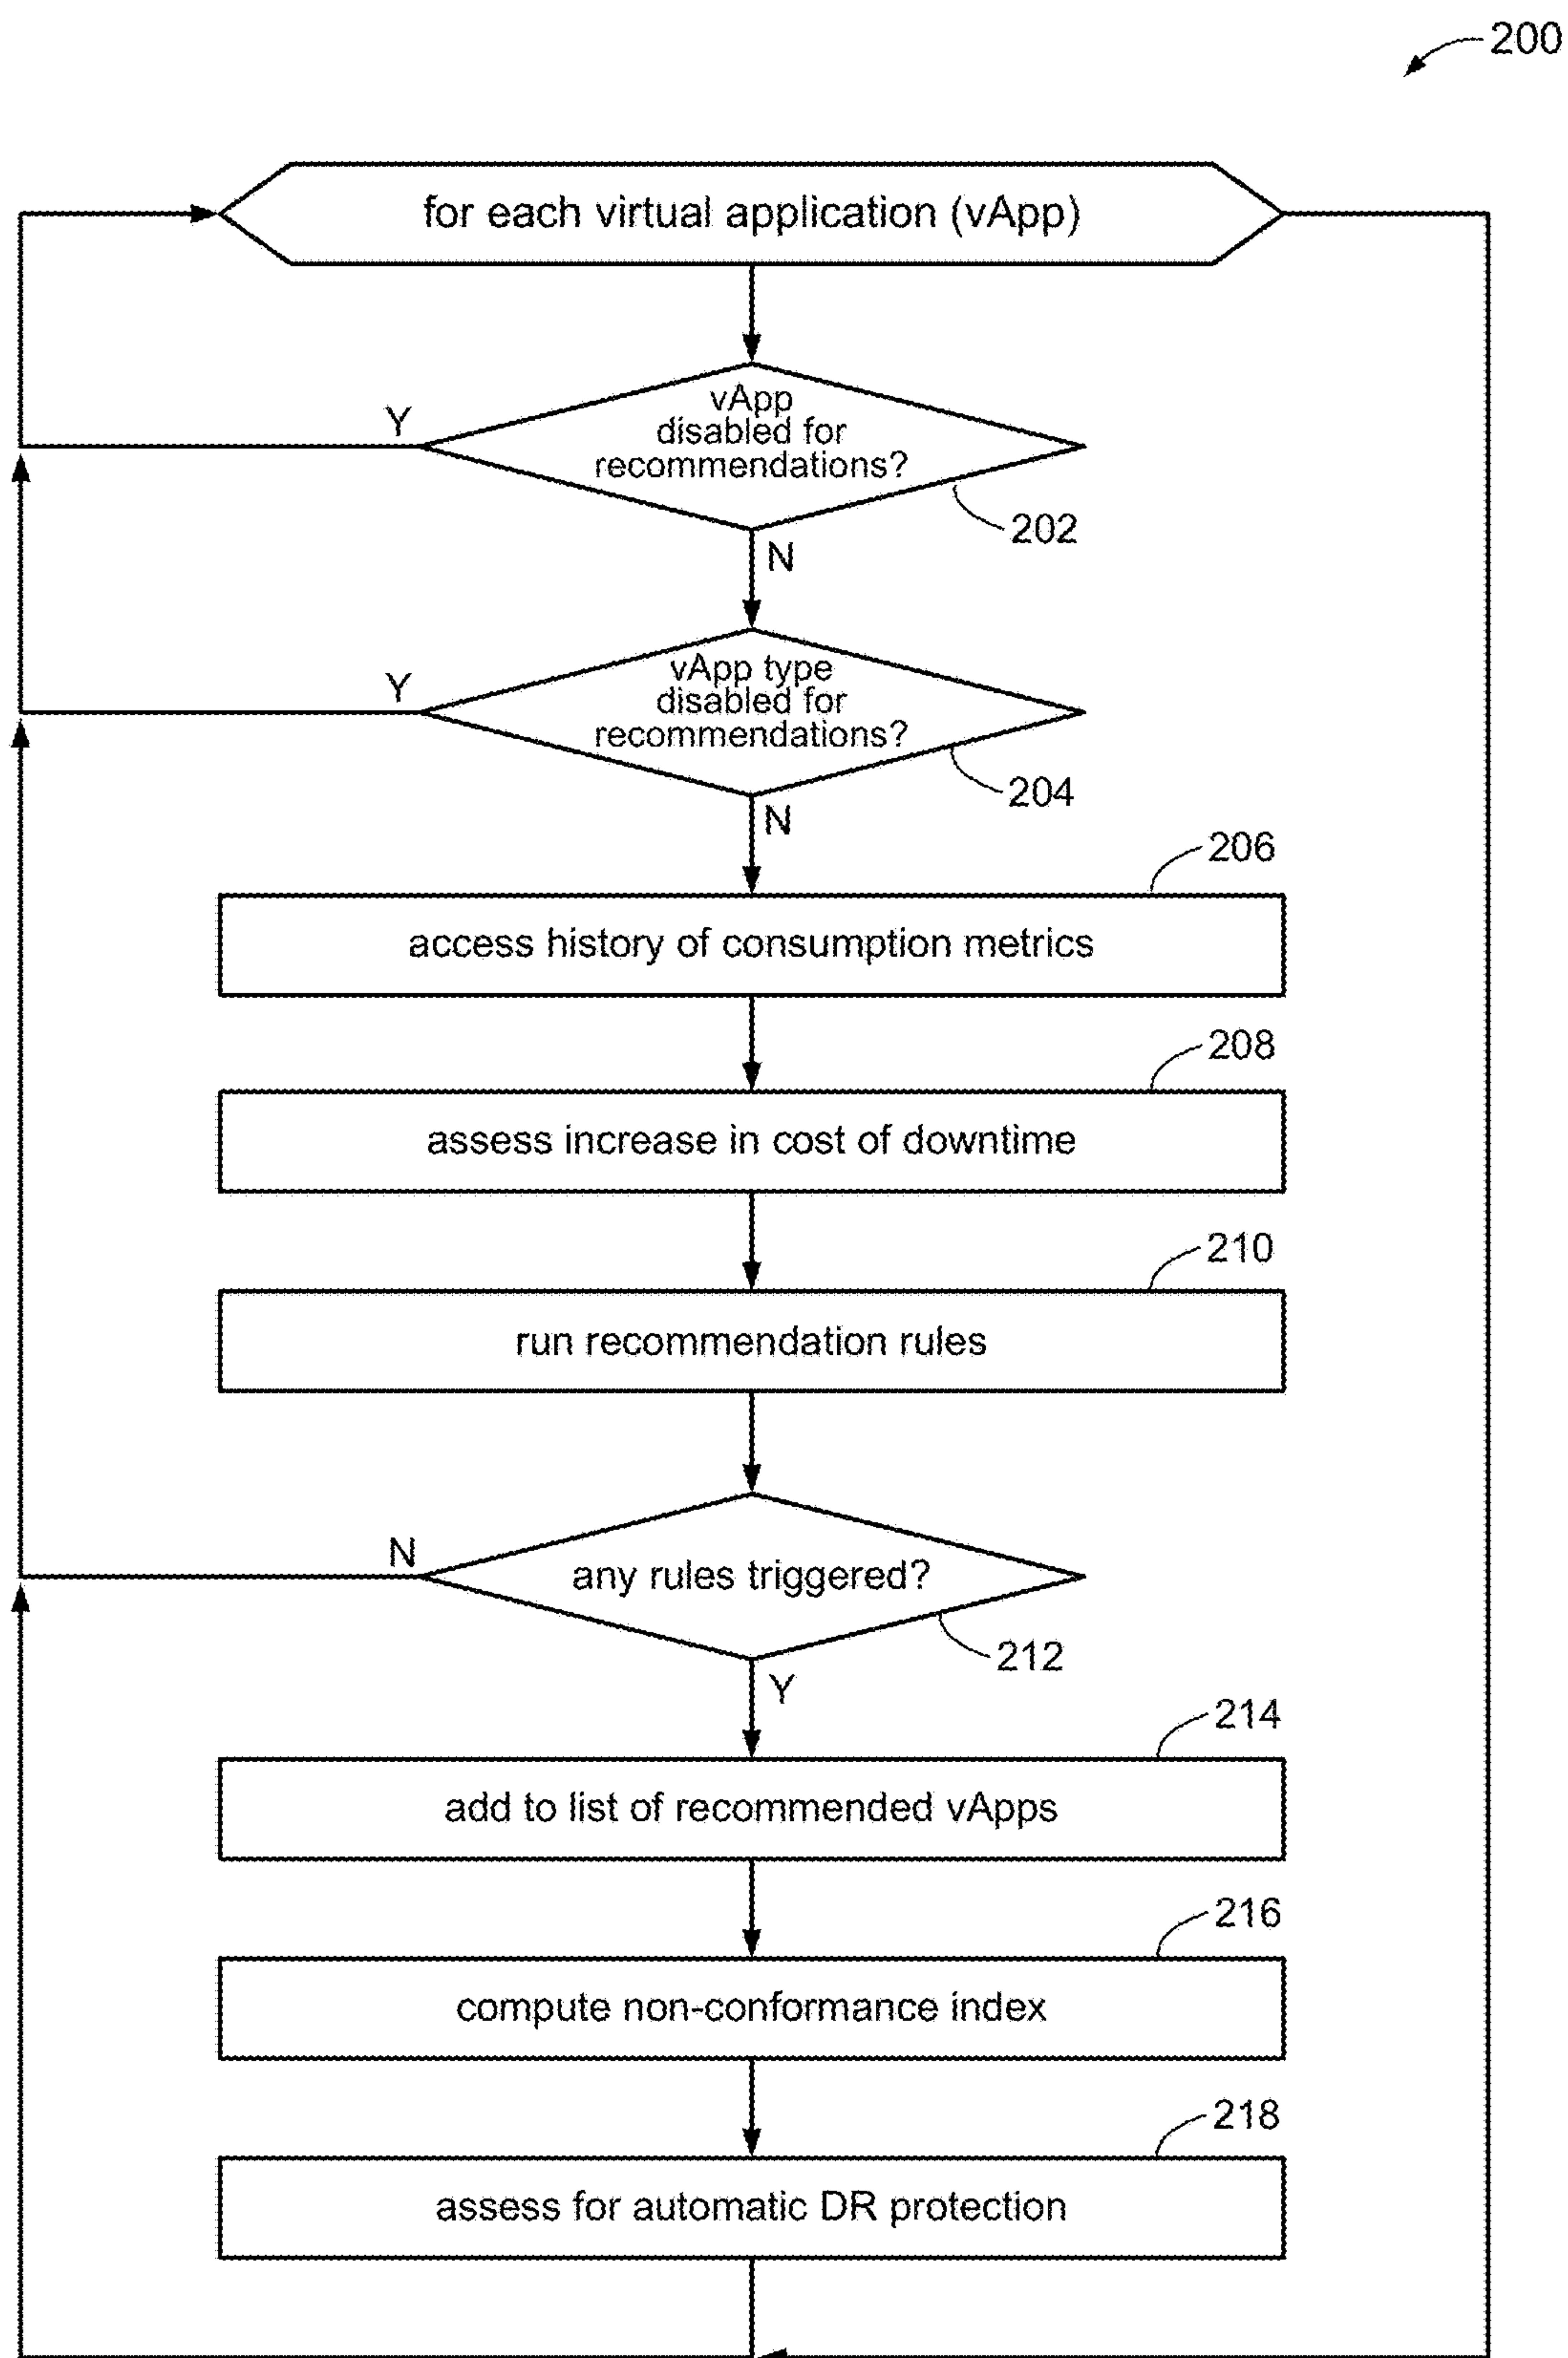 200
for each virtual application (vApp)
vApp
disabled for
recommendations?
Y
202
N
vApp type
disabled for
recommendations?
Y
204
N
206
access history of consumption metrics
208
assess increase in cost of downtime
210
run recommendation rules
N
any rules triggered?
212
Y
214
add to list of recommended vApps
216
compute non-conformance index
218
assess for automatic DR protection